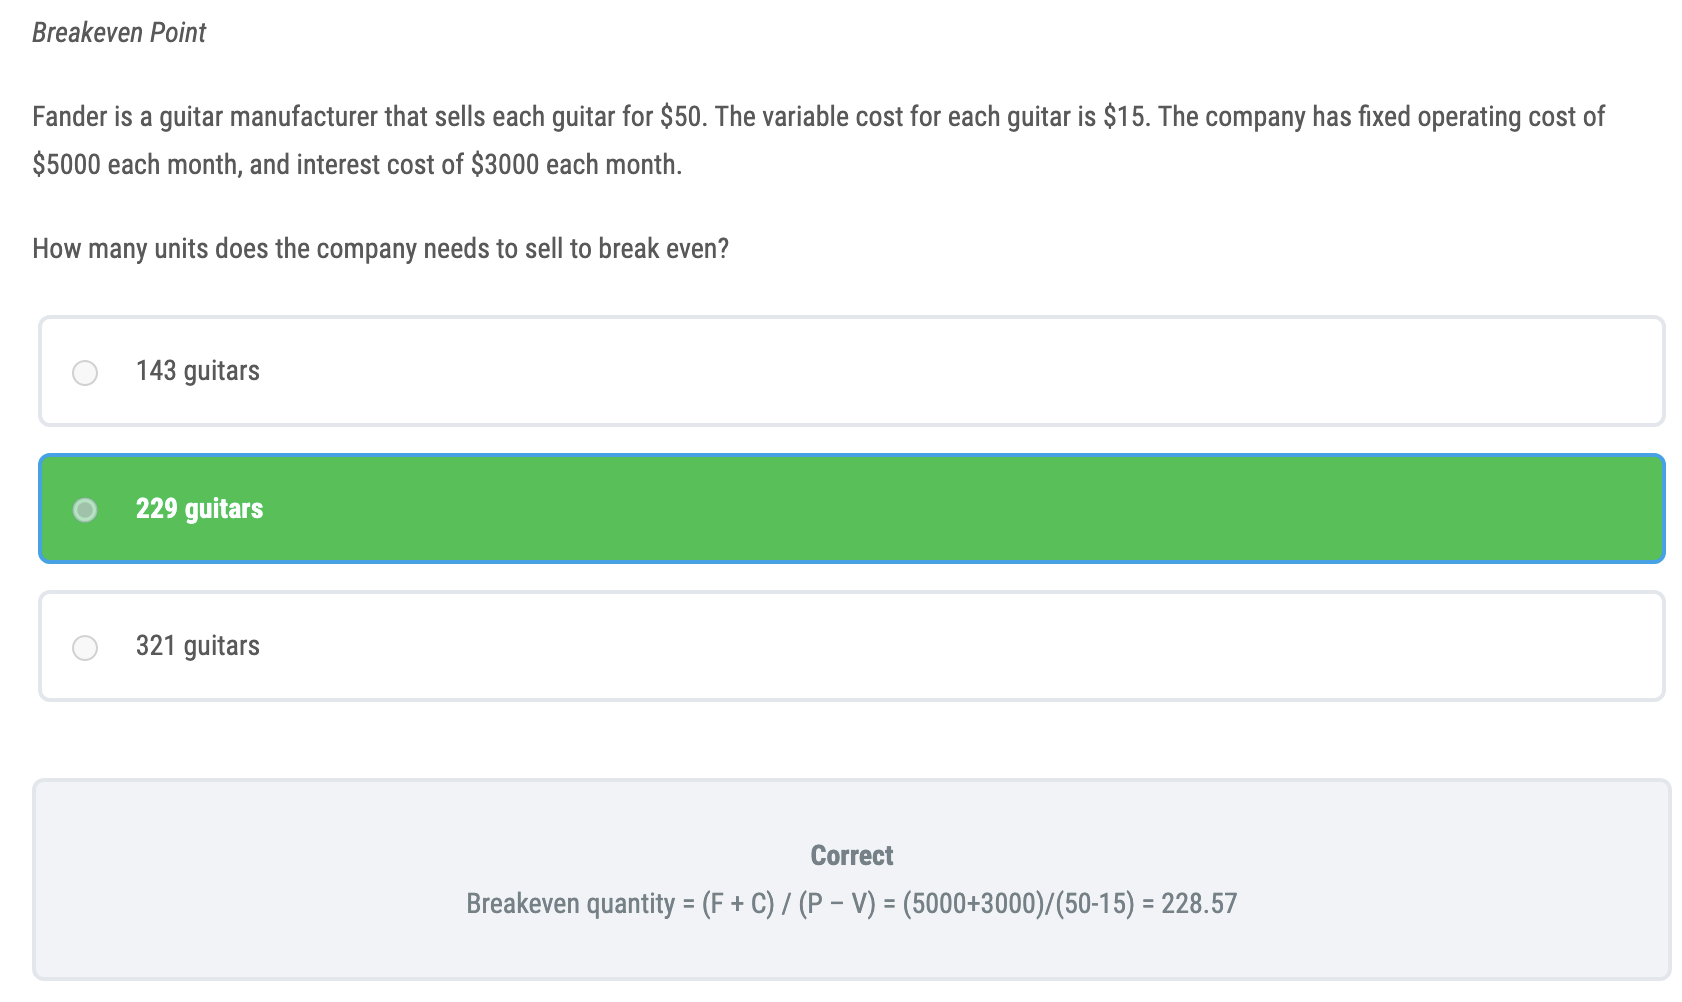 Breakeven Point
Fander is a guitar manufacturer that sells each guitar for $50. The variable cost for each guitar is $15. The company has fixed operating cost of
$5000 each month, and interest cost of $3000 each month.
How many units does the company needs to sell to break even?
143 guitars
229 guitars
321 guitars
Correct
Breakeven quantity = (F + C) / (P – V) = (5000+3000)/(50-15) = 228.57